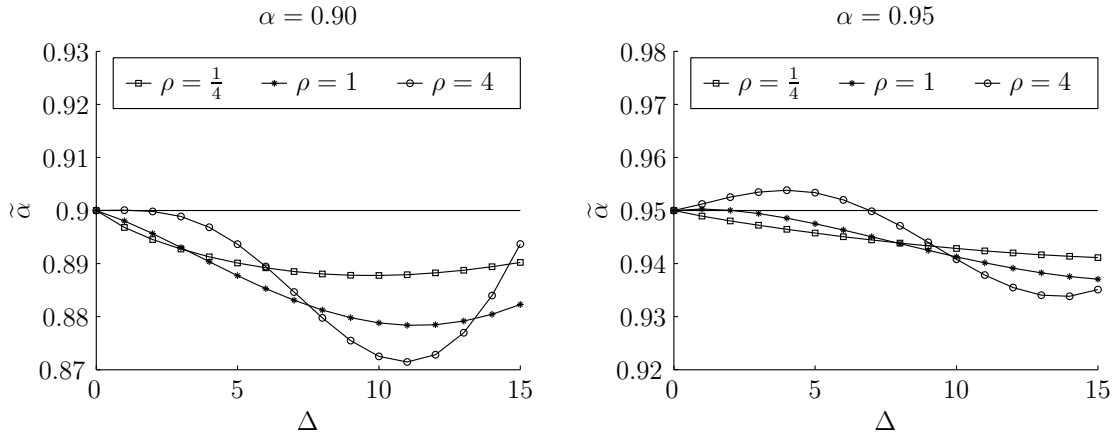 α = 0.90
0.93
0.92
0.91
0.9
0.89
0.88
0.87
α̃
ρ = 1/4 ρ = 1 ρ = 4
0 5 10 15
Δ
α = 0.95
0.98
0.97
0.96
0.95
0.94
0.93
0.92
α̃
ρ = 1/4 ρ = 1 ρ = 4
0 5 10 15
Δ